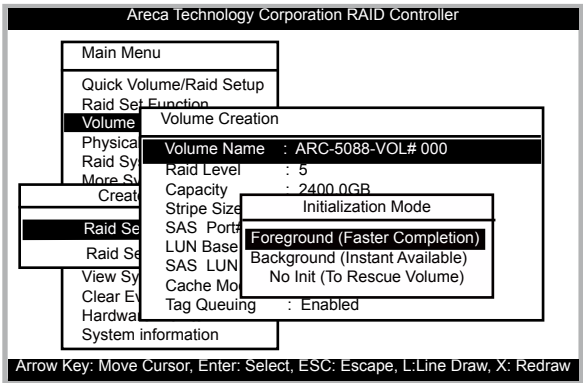 Areca Technology Corporation RAID Controller
Main Menu
Quick Volume/Raid Setup
Raid Set Function
Volume
Physica
Raid Sy
More Sy
Create
Raid Se
Raid Se
View Sy
Clear Ev
Hardwa
System information
Volume Creation
Volume Name : ARC-5088-VOL# 000
Raid Level : 5
Capacity : 2400.0GB
Stripe Size
SAS Port#
LUN Base
SAS LUN
Cache Mo
Tag Queuing : Enabled
Initialization Mode
Foreground (Faster Completion)
Background (Instant Available)
No Init (To Rescue Volume)
Arrow Key: Move Cursor, Enter: Select, ESC: Escape, L:Line Draw, X: Redraw